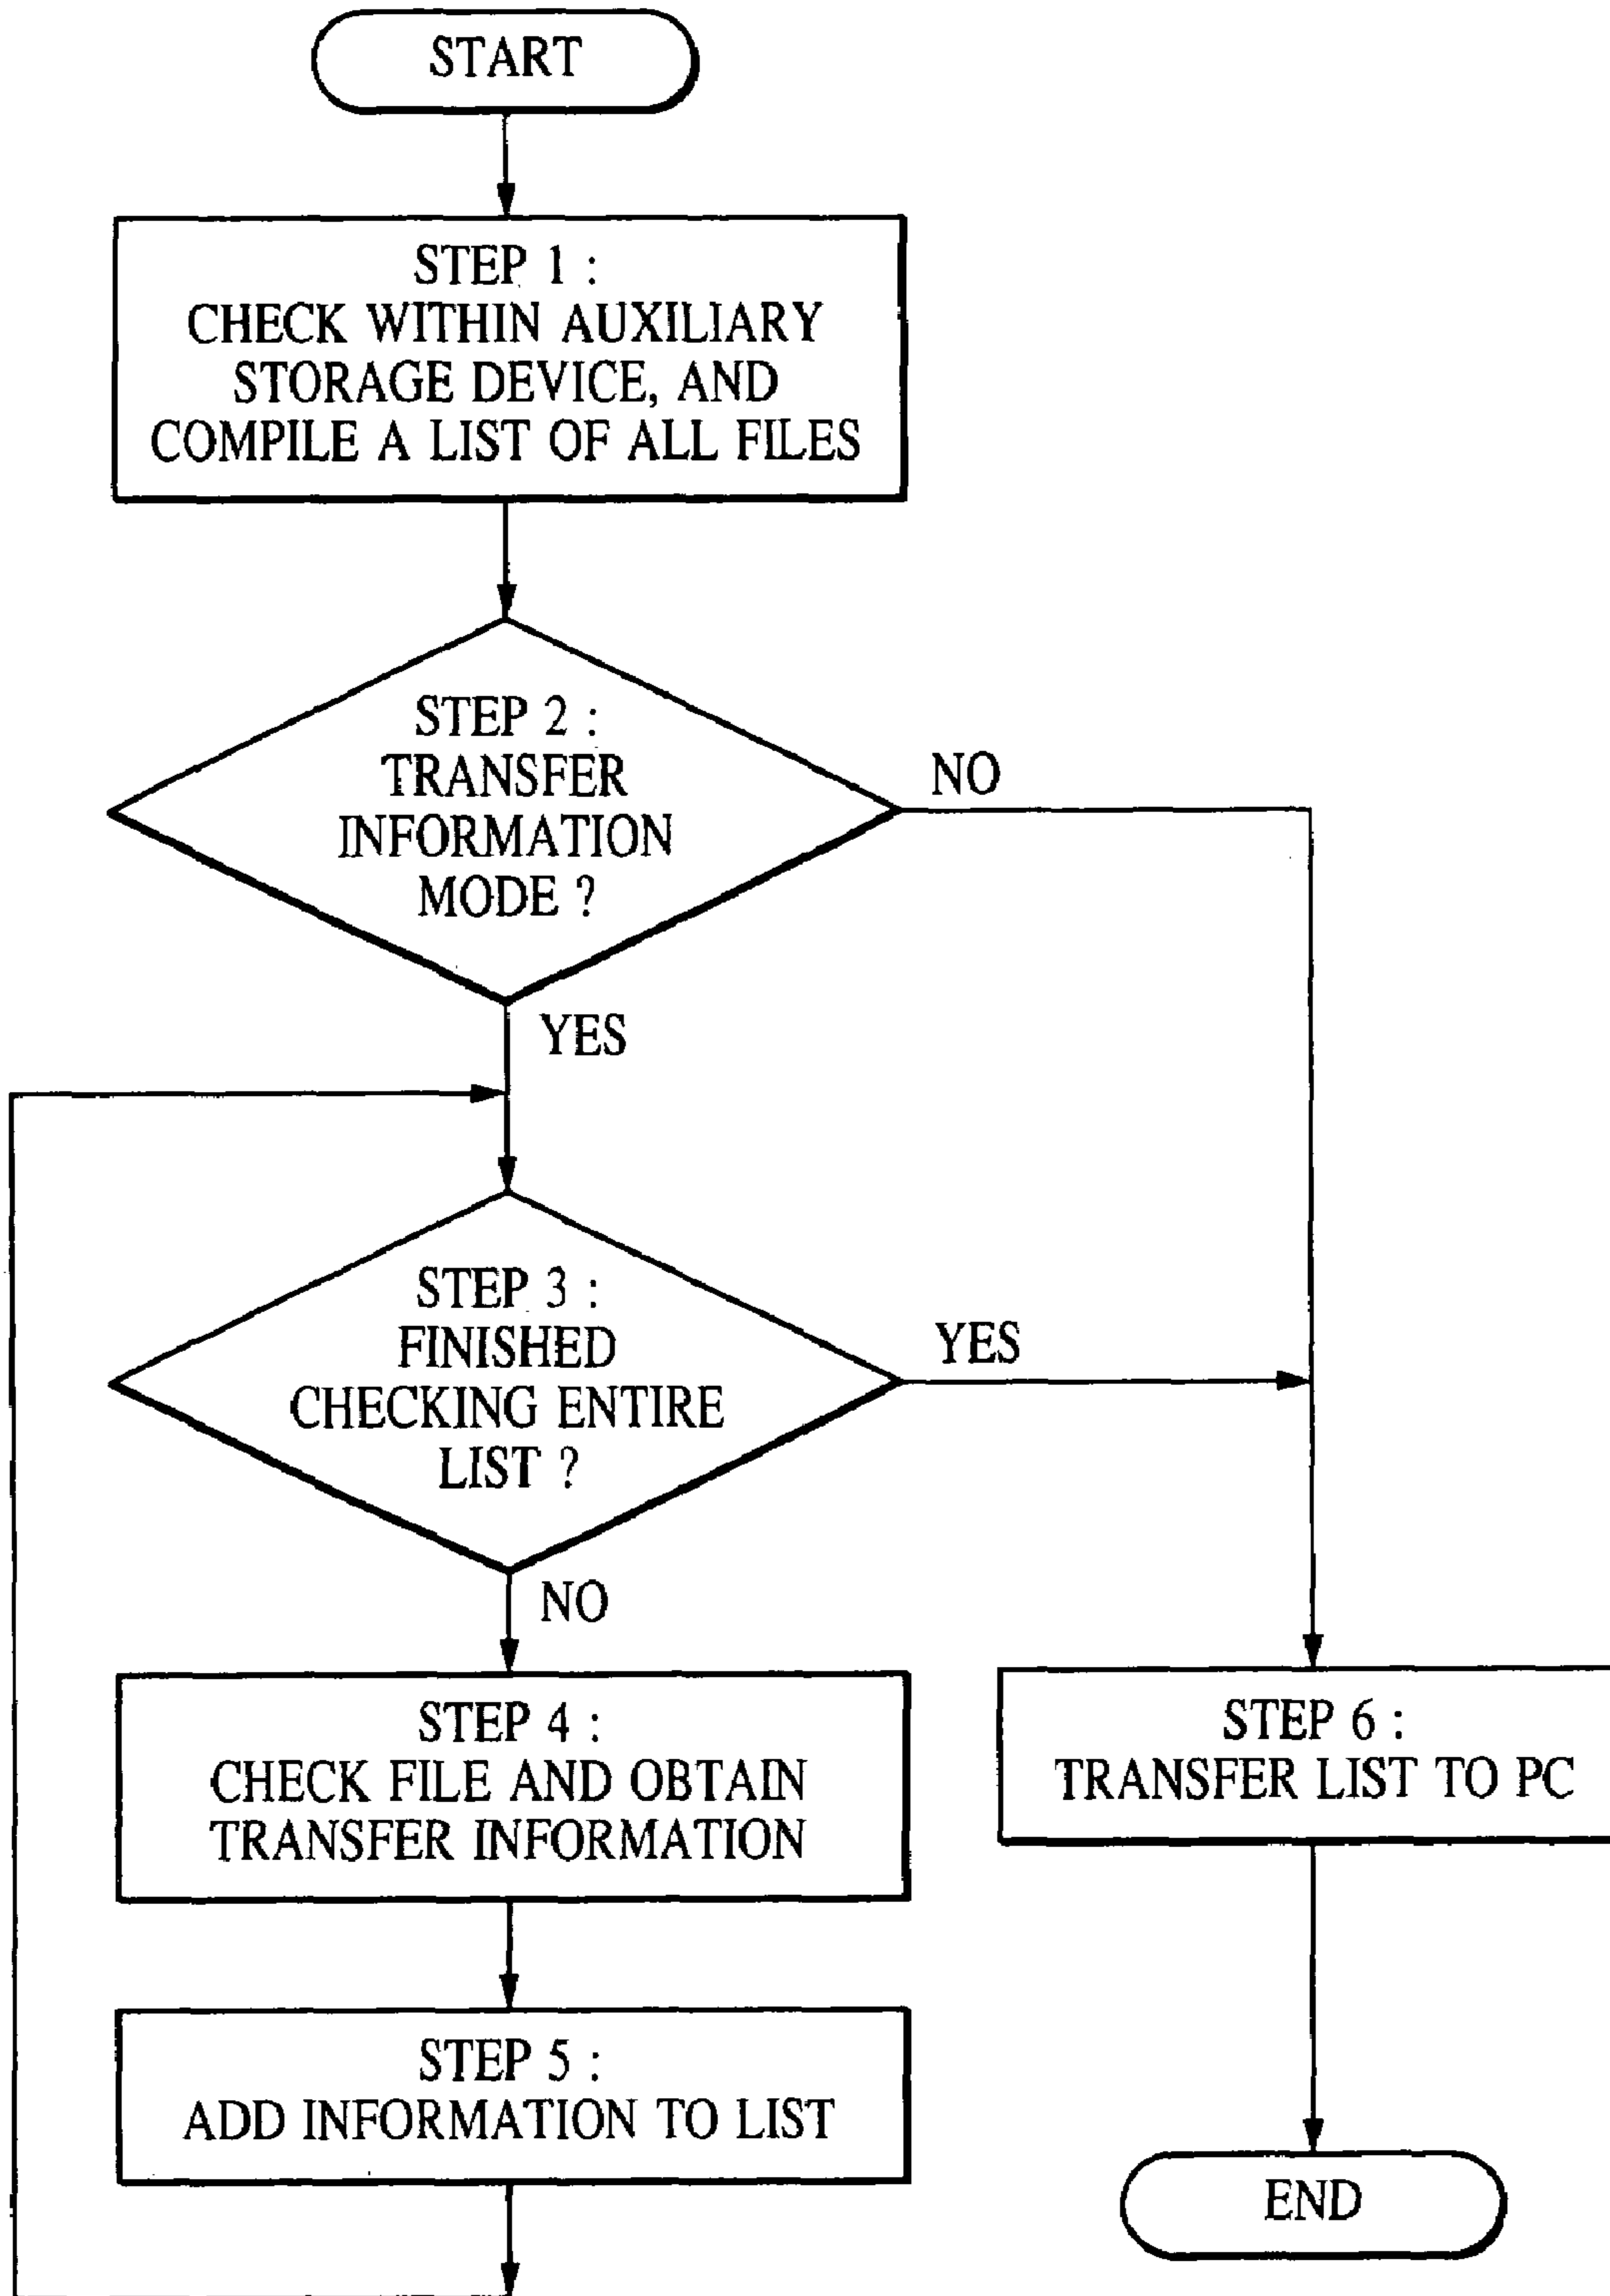 START
STEP 1 :
CHECK WITHIN AUXILIARY
STORAGE DEVICE, AND
COMPILE A LIST OF ALL FILES
STEP 2 :
TRANSFER
INFORMATION
MODE ?
NO
YES
STEP 3 :
FINISHED
CHECKING ENTIRE
LIST ?
YES
NO
STEP 4 :
CHECK FILE AND OBTAIN
TRANSFER INFORMATION
STEP 5 :
ADD INFORMATION TO LIST
STEP 6 :
TRANSFER LIST TO PC
END